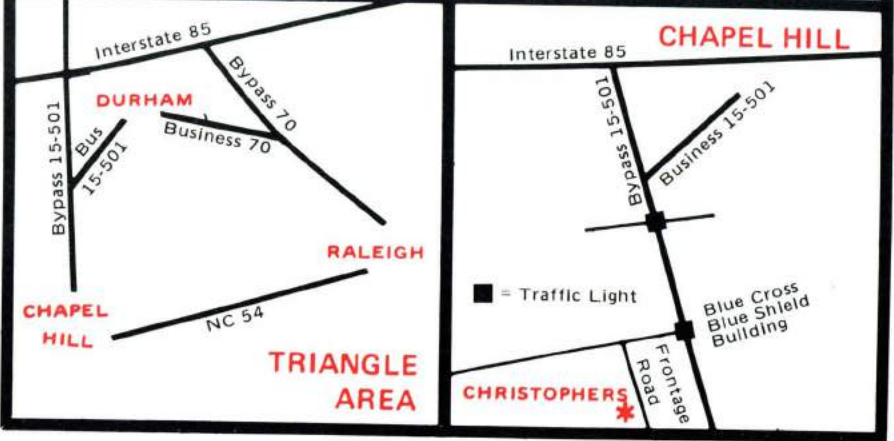 Interstate 85
Bypass 70
DURHAM
Business 70
Bypass 15-501
Bus
15-501
RALEIGH
CHAPEL
HILL
NC 54
TRIANGLE
AREA
CHAPEL HILL
Interstate 85
Bypass 15-501
Business 15-501
= Traffic Light
Blue Cross
Blue Shield
Building
Frontage
Road
CHRISTOPHERS
*